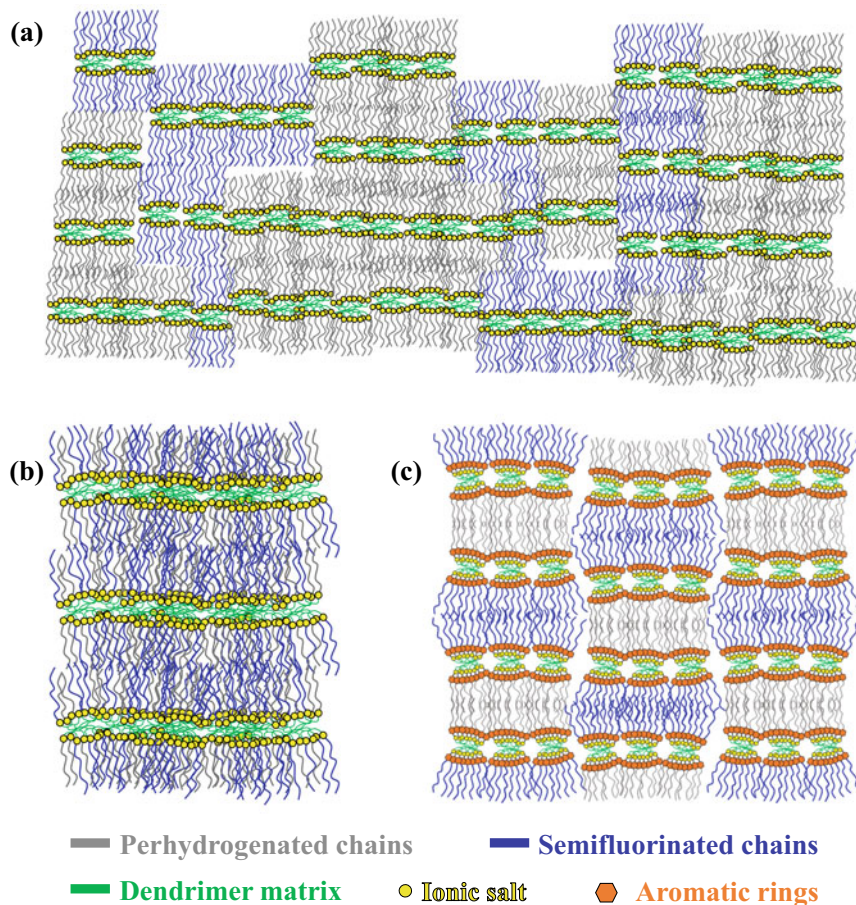 (a)
(b)
(c)
Perhydrogenated chains
Semifluorinated chains
Dendrimer matrix
Ionic salt
Aromatic rings